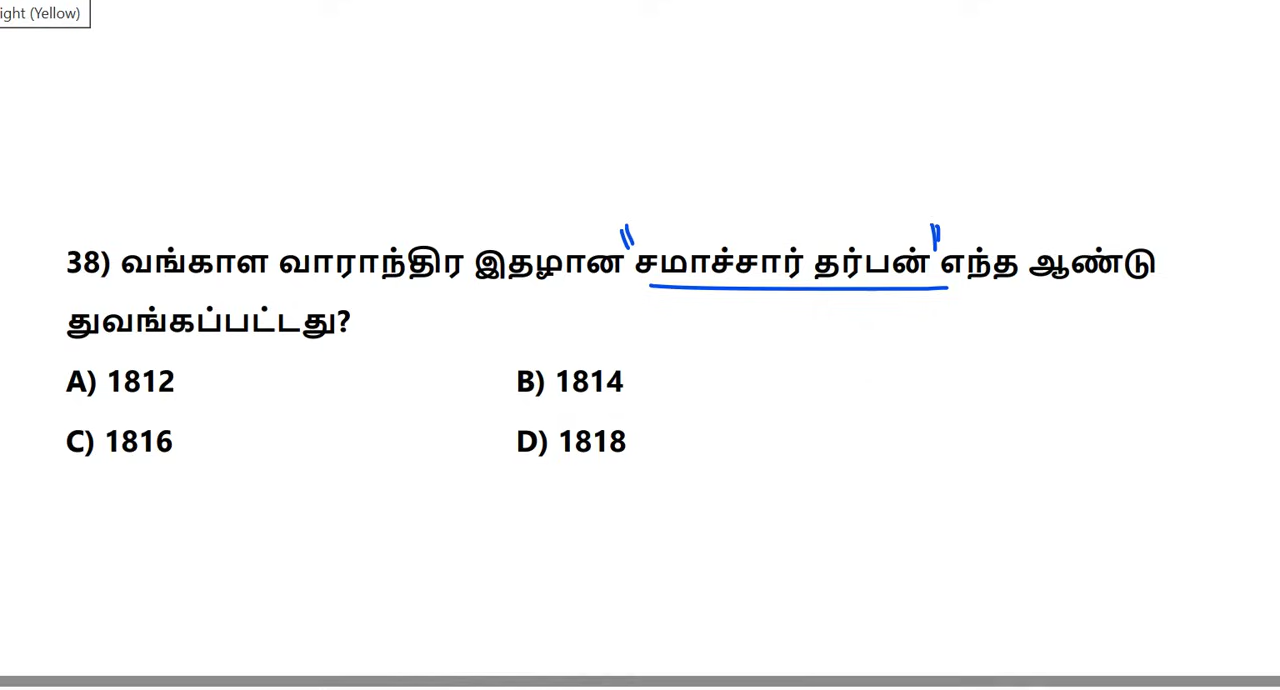 ight (Yellow)
38) வங்காள வாராந்திர இதழான "சமாச்சார் தர்பன்" எந்த ஆண்டு
துவங்கப்பட்டது?
A) 1812 B) 1814
C) 1816 D) 1818